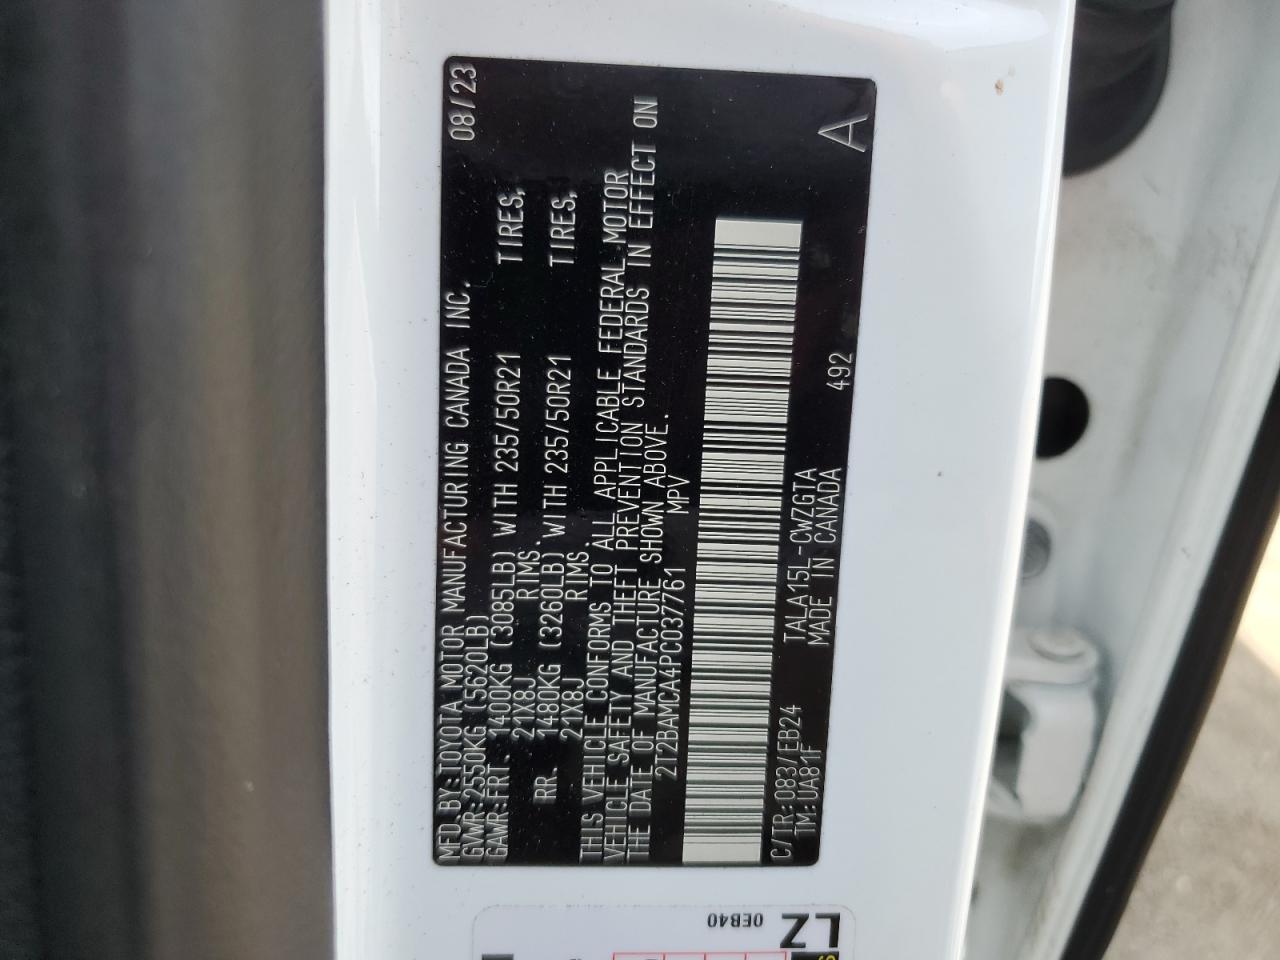 MFD.BY:TOYOTA MOTOR MANUFACTURING CANADA INC. 08/23
GVWR:2550KG (5620LB)
GAWR:FRT. 1400KG (3085LB) WITH 235/50R21 TIRES,
21X8J RIMS.
RR. 1480KG (3260LB) WITH 235/50R21 TIRES,
21X8J RIMS.
THIS VEHICLE CONFORMS TO ALL APPLICABLE FEDERAL MOTOR
VEHICLE SAFETY AND THEFT PREVENTION STANDARDS IN EFFECT ON
THE DATE OF MANUFACTURE SHOWN ABOVE.
2T2BAMCA4PC037761 MPV
C/TR:083/EB24 TALA15L-CWZGTA 492 A
TM:UA81F MADE IN CANADA
LZ
0EB40